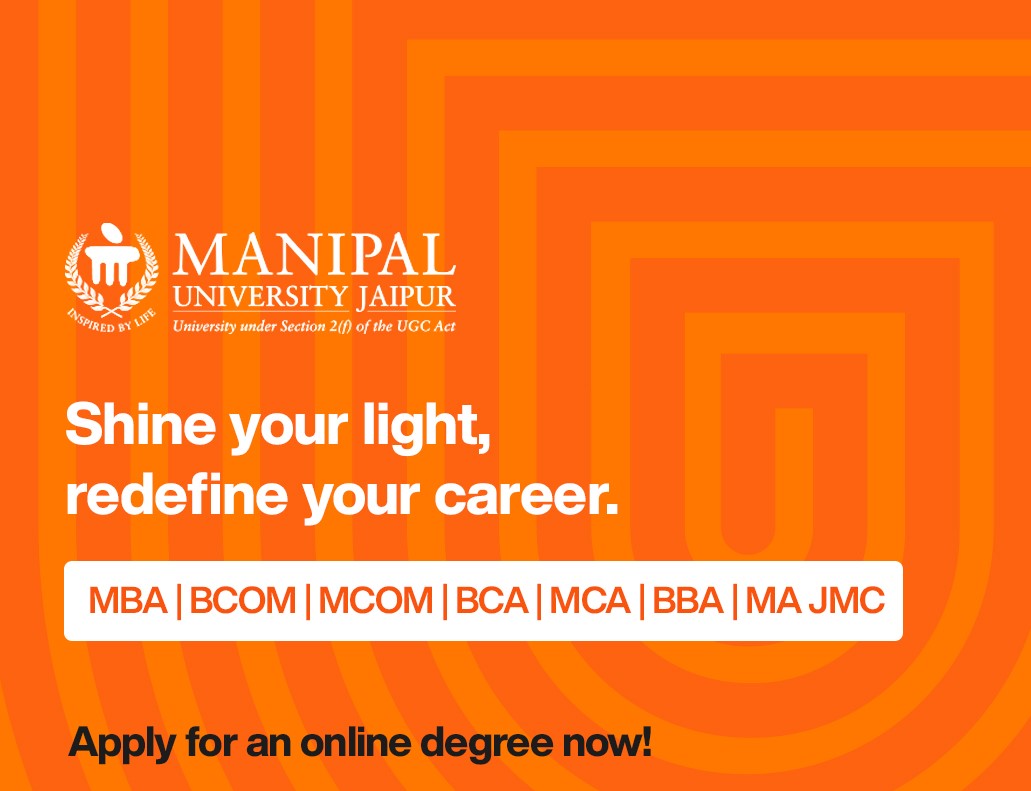 MANIPAL
UNIVERSITY JAIPUR
University under Section 2(f) of the UGC Act
INSPIRED BY LIFE
Shine your light,
redefine your career.
MBA | BCOM | MCOM | BCA | MCA | BBA | MA JMC
Apply for an online degree now!